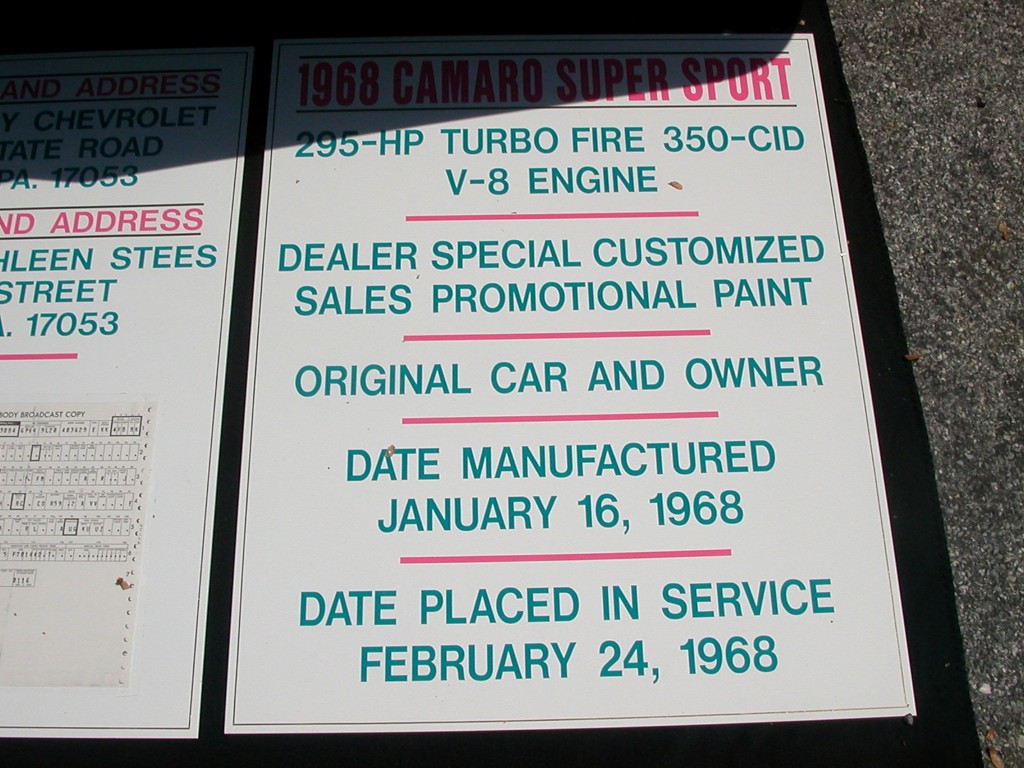 AND ADDRESS
Y CHEVROLET
TATE ROAD
PA. 17053
ND ADDRESS
HLEEN STEES
STREET
17053
BODY BROADCAST COPY
1968 CAMARO SUPER SPORT
295-HP TURBO FIRE 350-CID
V-8 ENGINE
DEALER SPECIAL CUSTOMIZED
SALES PROMOTIONAL PAINT
ORIGINAL CAR AND OWNER
DATE MANUFACTURED
JANUARY 16, 1968
DATE PLACED IN SERVICE
FEBRUARY 24, 1968